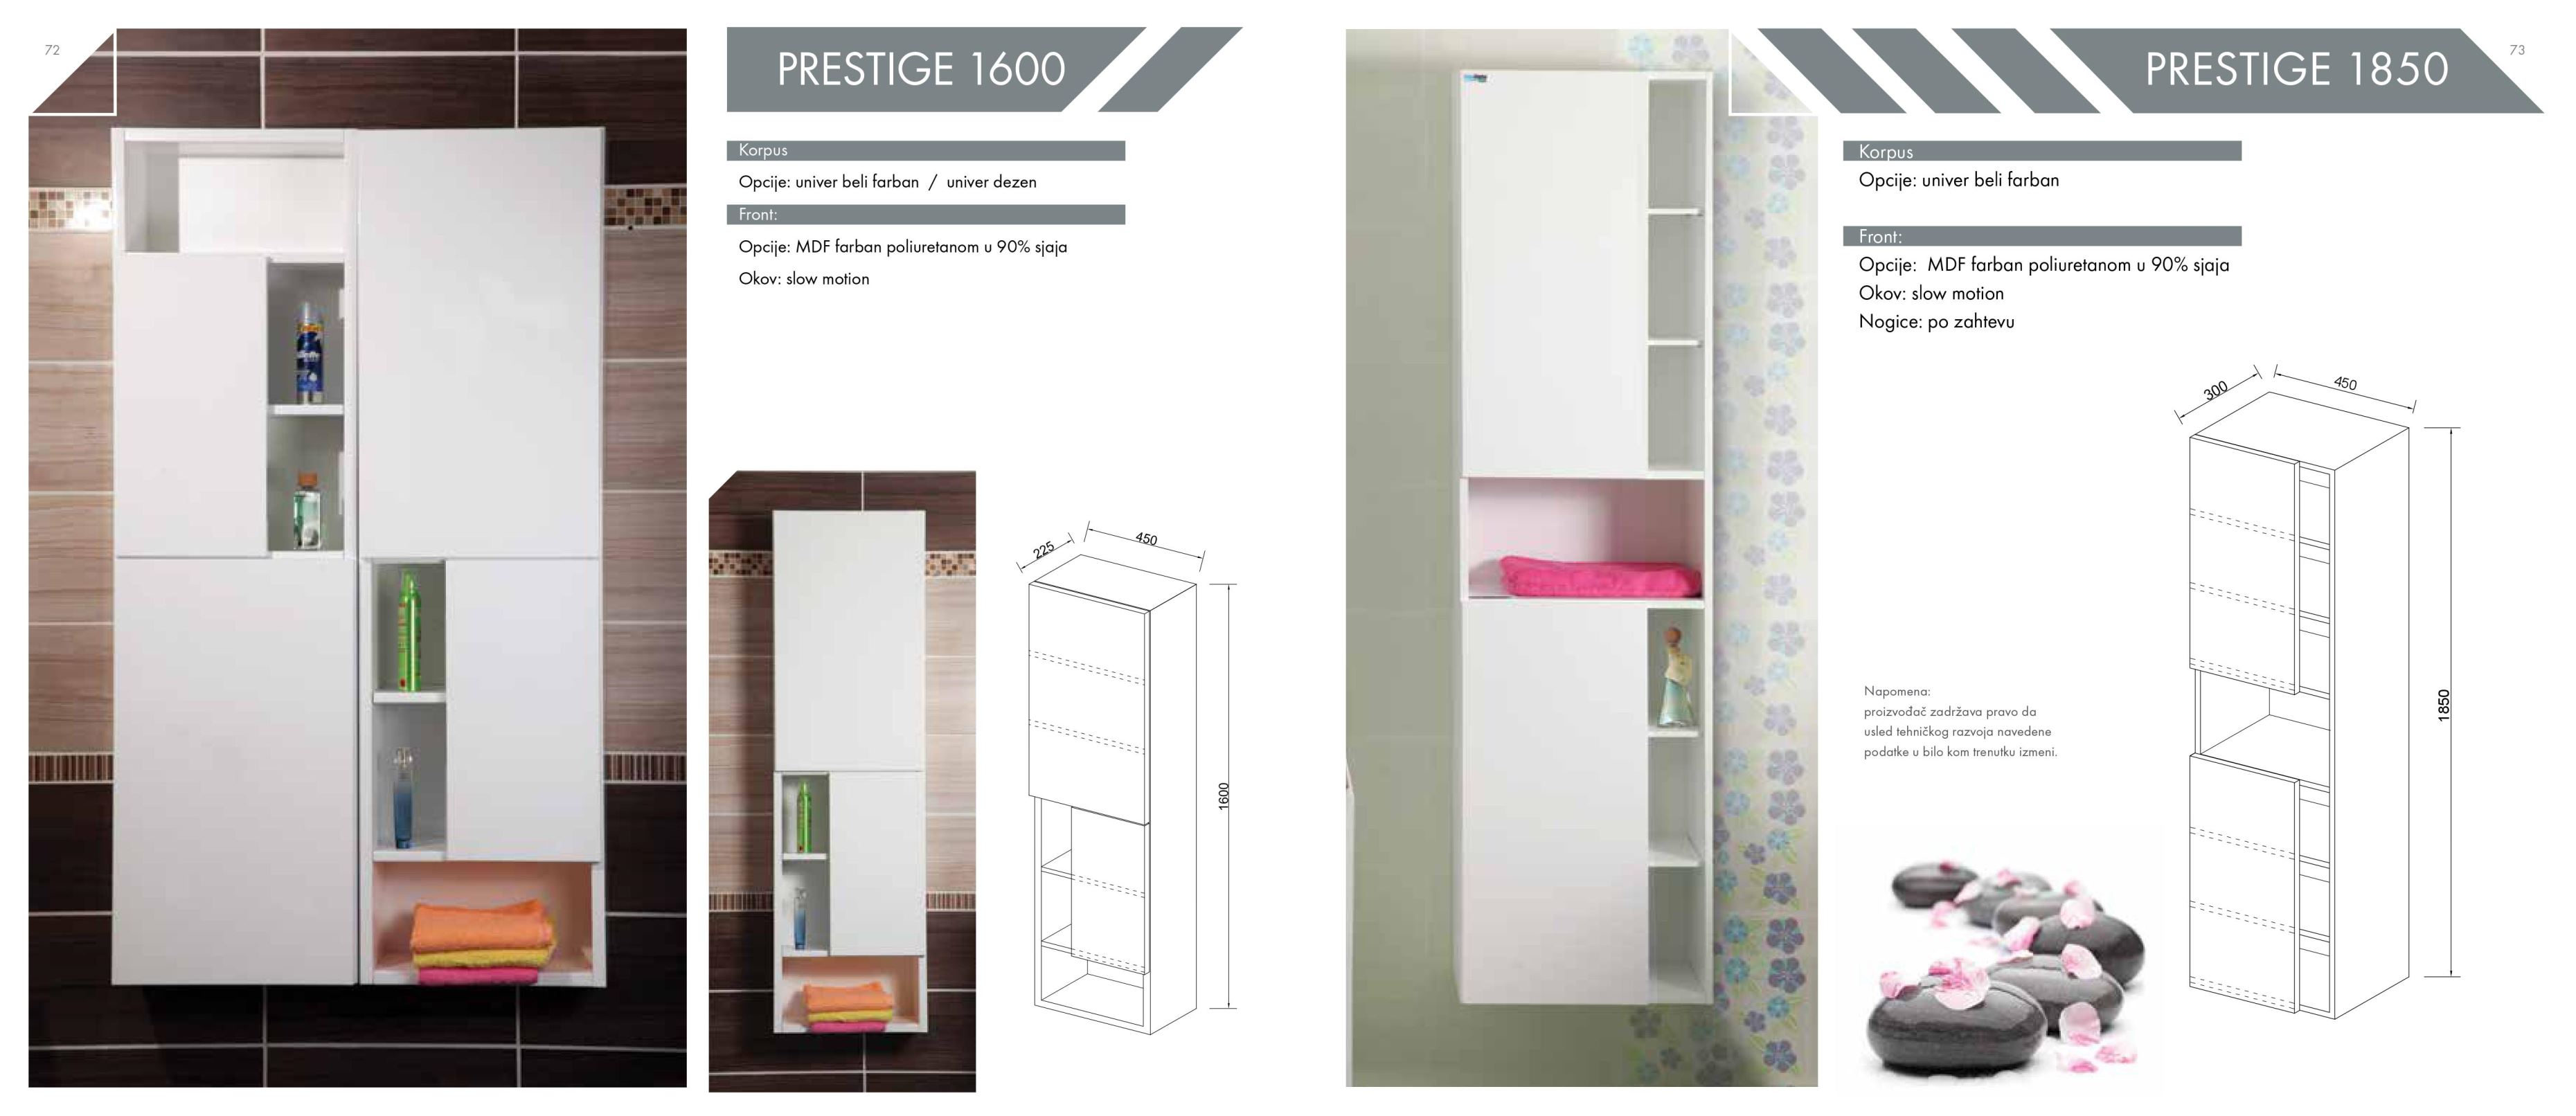 72
PRESTIGE 1600
Korpus
Opcije: univer beli farban / univer dezen
Front:
Opcije: MDF farban poliuretanom u 90% sjaja
Okov: slow motion
225
450
1600
PRESTIGE 1850
73
Korpus
Opcije: univer beli farban
Front:
Opcije: MDF farban poliuretanom u 90% sjaja
Okov: slow motion
Nogice: po zahtevu
300
450
1850
Napomena:
proizvođač zadržava pravo da
usled tehničkog razvoja navedene
podatke u bilo kom trenutku izmeni.